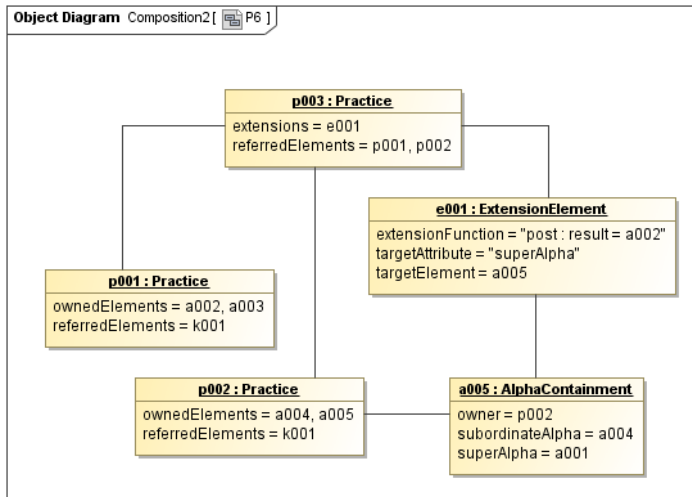 Object Diagram Composition2[ P6 ]
p003 : Practice
extensions = e001
referredElements = p001, p002
e001 : ExtensionElement
extensionFunction = "post : result = a002"
targetAttribute = "superAlpha"
targetElement = a005
p001 : Practice
ownedElements = a002, a003
referredElements = k001
p002 : Practice
ownedElements = a004, a005
referredElements = k001
a005 : AlphaContainment
owner = p002
subordinateAlpha = a004
superAlpha = a001